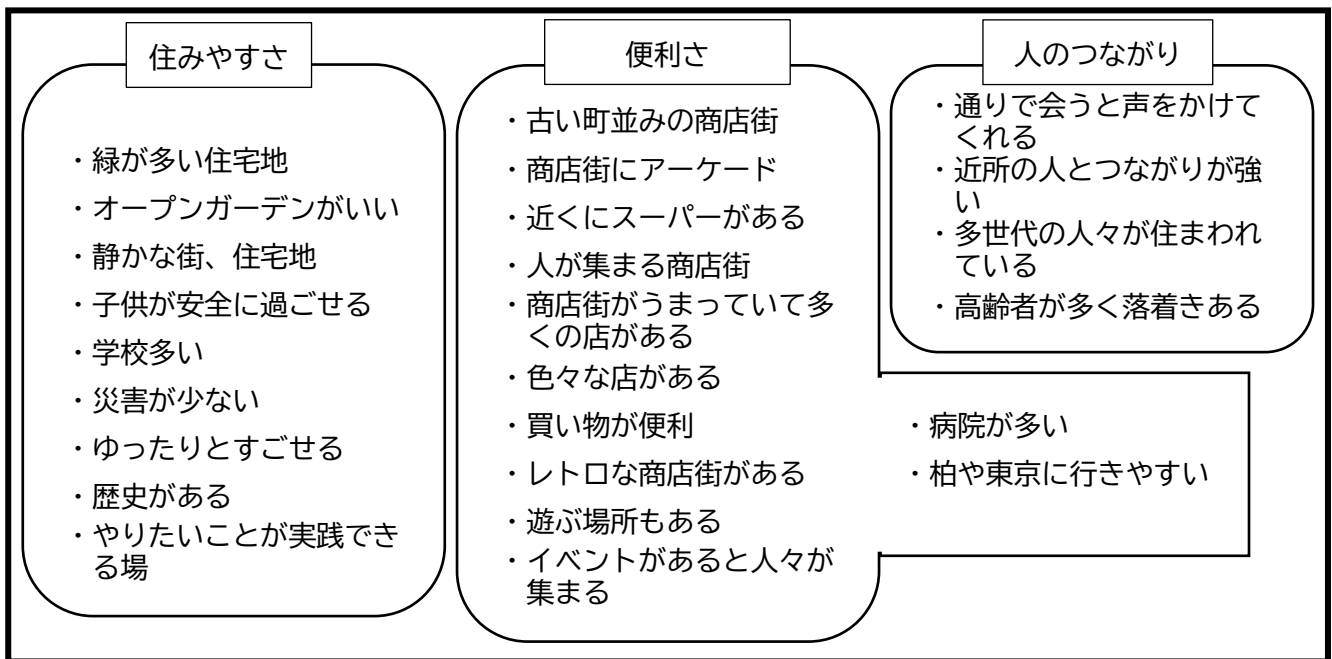 住みやすさ
・緑が多い住宅地
・オープンガーデンがいい
・静かな街、住宅地
・子供が安全に過ごせる
・学校多い
・災害が少ない
・ゆったりとすごせる
・歴史がある
・やりたいことが実践でき
る場
便利さ
・古い町並みの商店街
・商店街にアーケード
・近くにスーパーがある
・人が集まる商店街
・商店街がうまっていて多
くの店がある
・色々な店がある
・買い物が便利
・レトロな商店街がある
・遊ぶ場所もある
・イベントがあると人々が
集まる
・病院が多い
・柏や東京に行きやすい
人のつながり
・通りで会うと声をかけて
くれる
・近所の人とつながりが強
い
・多世代の人々が住まわれ
ている
・高齢者が多く落着きある